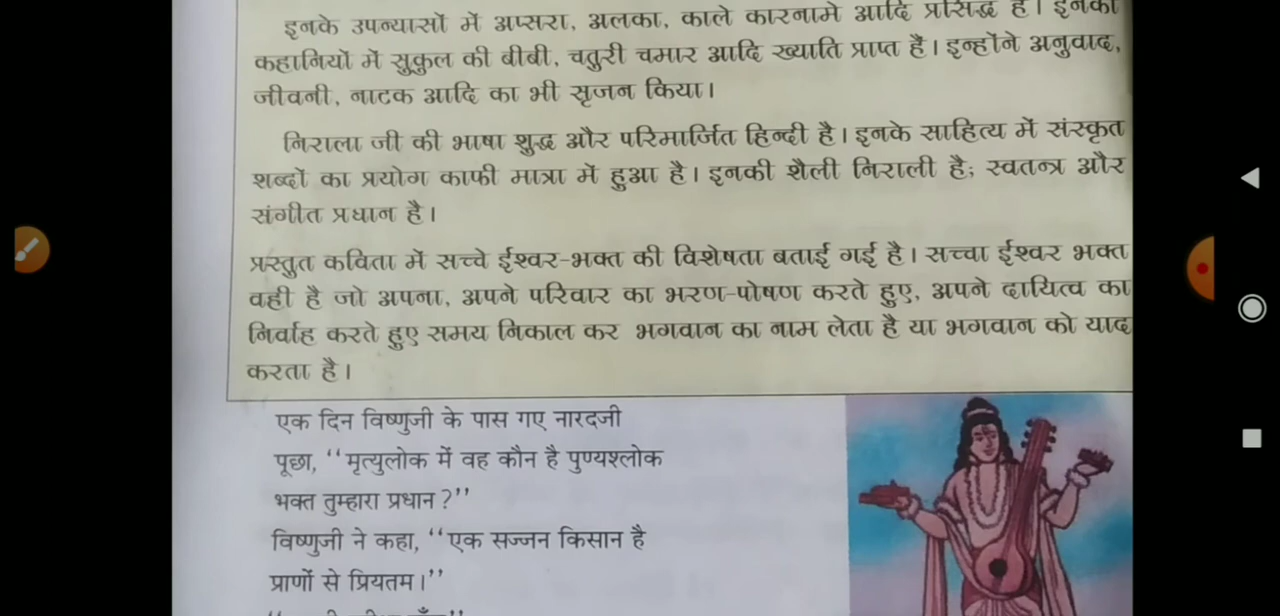 इनके उपन्यासों में अप्सरा, अलका, काले कारनामे आदि प्रसिद्ध हैं। इनकी
कहानियों में सुकुल की बीबी, चतुरी चमार आदि ख्याति प्राप्त है। इन्होंने अनुवाद,
जीवनी, नाटक आदि का भी सृजन किया।
निराला जी की भाषा शुद्ध और परिमार्जित हिन्दी है। इनके साहित्य में संस्कृत
शब्दों का प्रयोग काफी मात्रा में हुआ है। इनकी शैली निराली है; स्वतन्त्र और
संगीत प्रधान है।
प्रस्तुत कविता में सच्चे ईश्वर-भक्त की विशेषता बताई गई है। सच्चा ईश्वर भक्त
वही है जो अपना, अपने परिवार का भरण-पोषण करते हुए, अपने दायित्व का
निर्वाह करते हुए समय निकाल कर भगवान का नाम लेता है या भगवान को याद
करता है।
एक दिन विष्णुजी के पास गए नारदजी
पूछा, ‘‘मृत्युलोक में वह कौन है पुण्यश्लोक
भक्त तुम्हारा प्रधान?’’
विष्णुजी ने कहा, ‘‘एक सज्जन किसान है
प्राणों से प्रियतम।’’